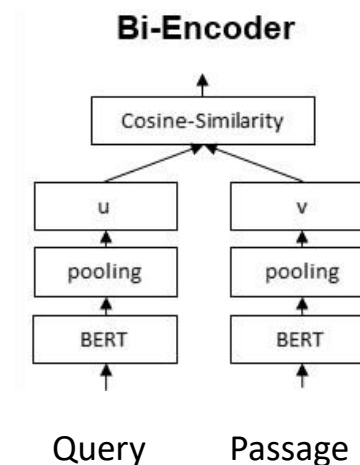 Bi-Encoder
Cosine-Similarity
u v
pooling pooling
BERT BERT
Query Passage